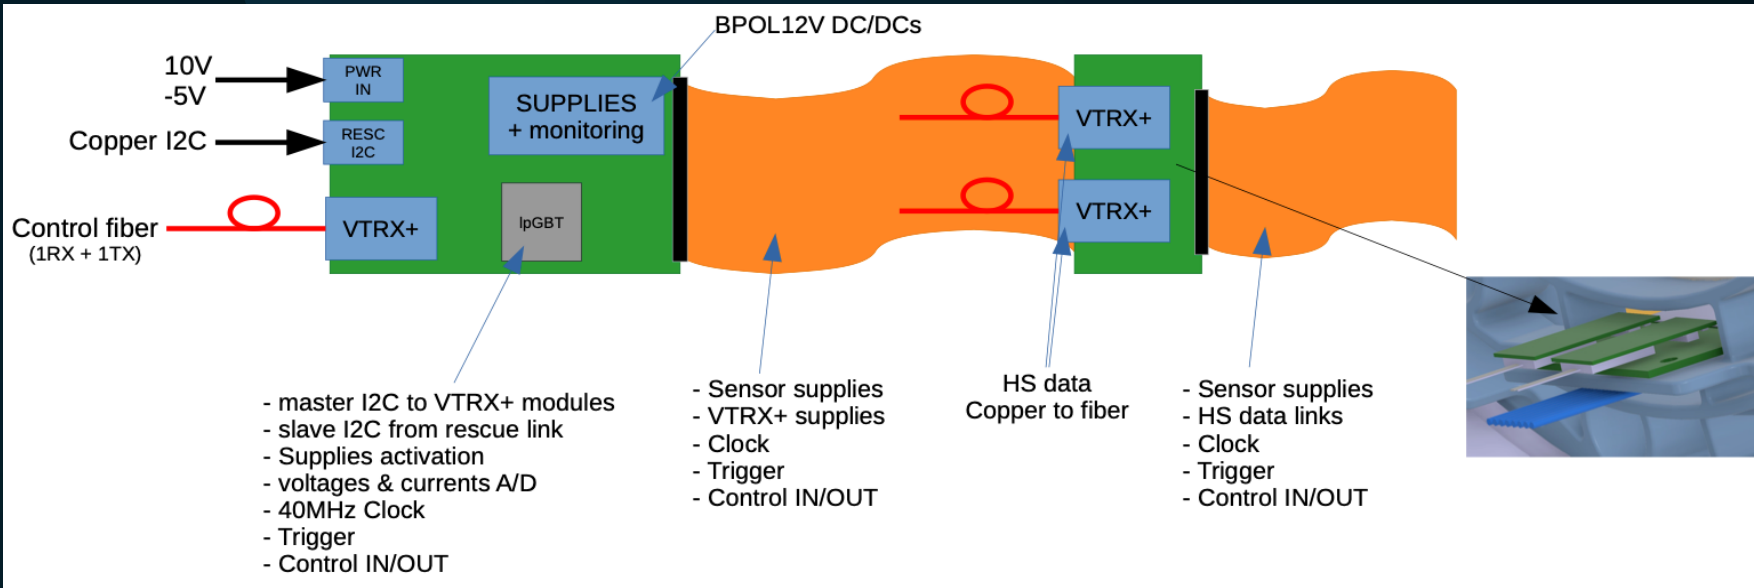 BPOL12V DC/DCs
10V
-5V
PWR
IN
SUPPLIES
+ monitoring
Copper I2C
RESC
I2C
Control fiber
(1RX + 1TX)
VTRX+
lpGBT
VTRX+
VTRX+
- master I2C to VTRX+ modules
- slave I2C from rescue link
- Supplies activation
- voltages & currents A/D
- 40MHz Clock
- Trigger
- Control IN/OUT
- Sensor supplies
- VTRX+ supplies
- Clock
- Trigger
- Control IN/OUT
HS data
Copper to fiber
- Sensor supplies
- HS data links
- Clock
- Trigger
- Control IN/OUT